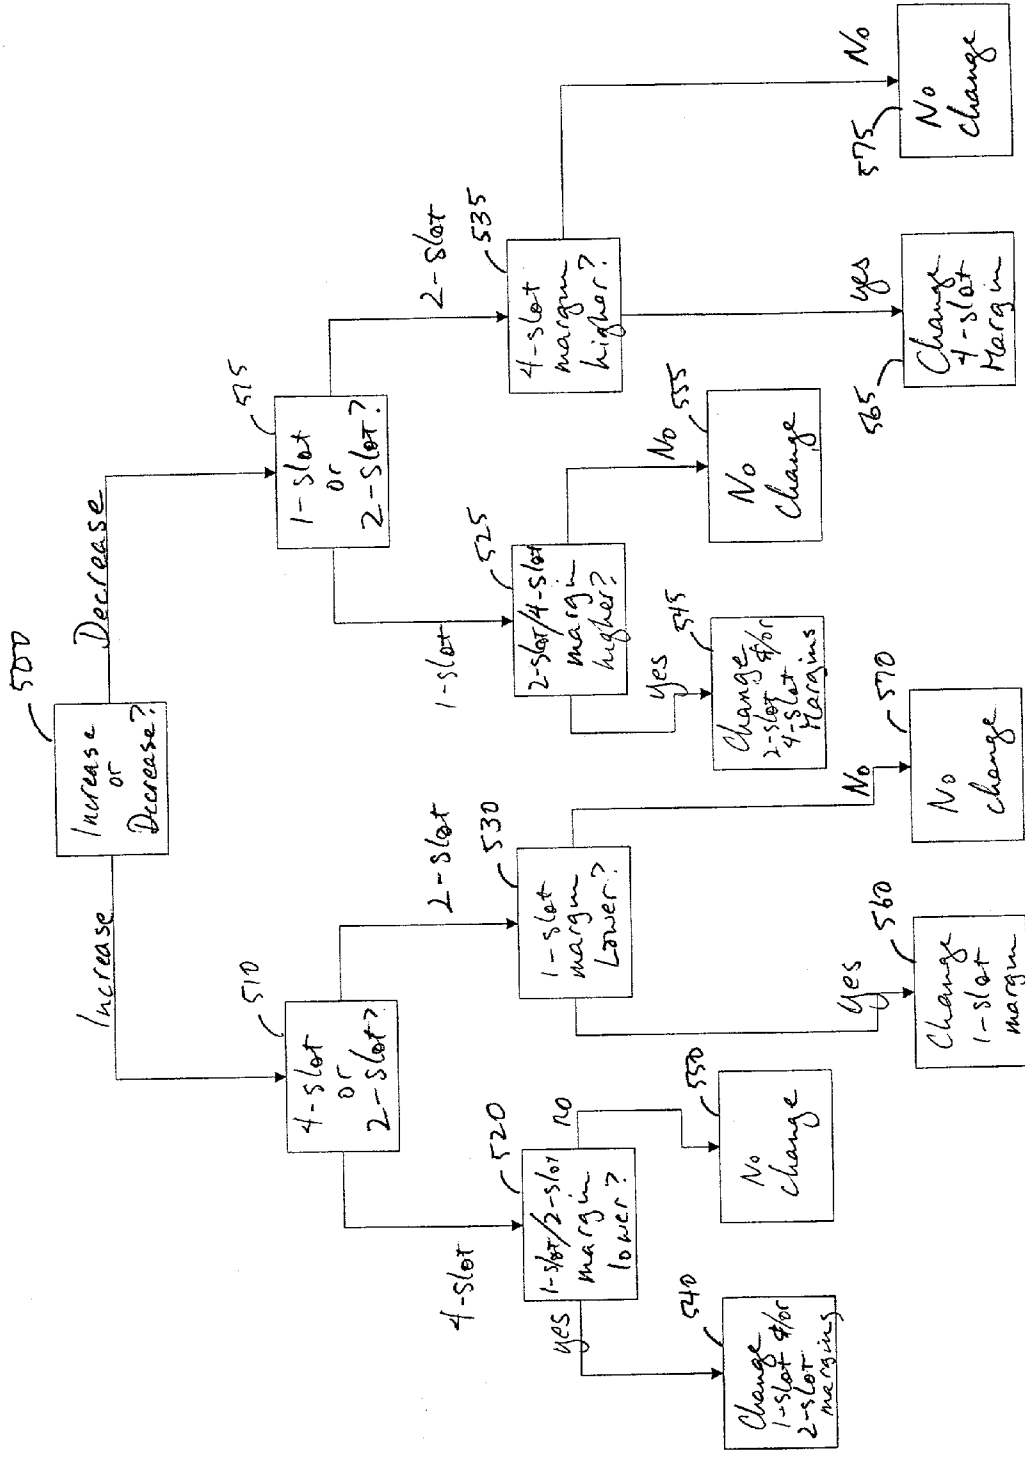 500
Increase
or
Decrease?
Increase
Decrease
510
4-slot
or
2-slot?
515
1-slot
or
2-slot?
4-slot
2-slot
1-slot
2-slot
520
1-slot/2-slot
margin
lower?
530
1-slot
margin
Lower?
525
2-slot/4-slot
margin
higher?
535
4-slot
margin
higher?
yes
no
Yes
No
Yes
No
yes
No
540
Change
1-slot &/or
2-slot
margins
550
No
change
560
Change
1-slot
margin
570
No
change
545
Change
2-slot &/or
4-slot
Margins
555
No
change
565
Change
4-slot
Margin
575
No
change